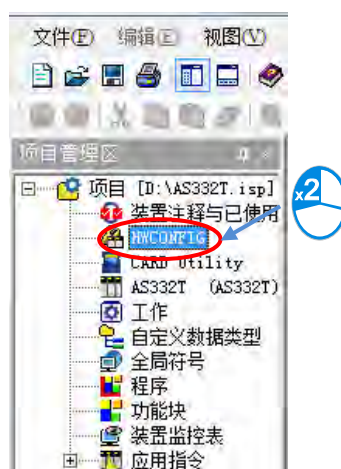 文件(F) 编辑(E) 视图(V)
项目管理区
项目 [D:\AS332T.isp]
装置注释与已使用
HWCONFIG
x2
CARD Utility
AS332T (AS332T)
工作
自定义数据类型
全局符号
程序
功能块
装置监控表
应用指令